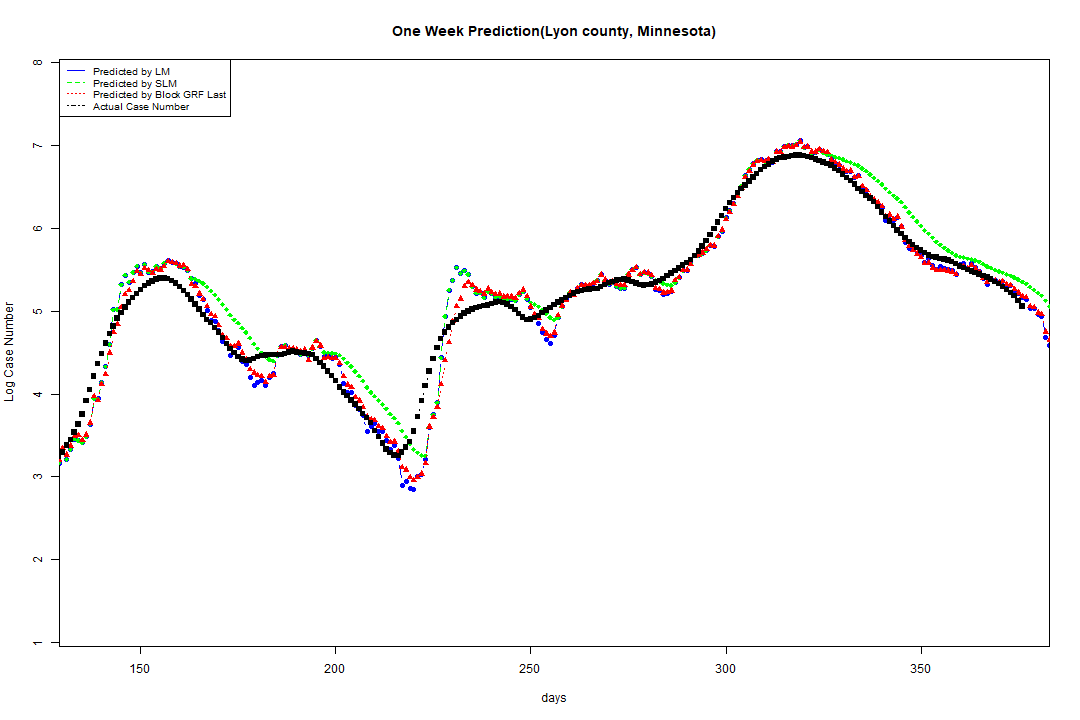 One Week Prediction(Lyon county, Minnesota)
Predicted by LM
Predicted by SLM
Predicted by Block GRF Last
Actual Case Number
8
7
6
5
4
3
2
1
Log Case Number
150 200 250 300 350
days